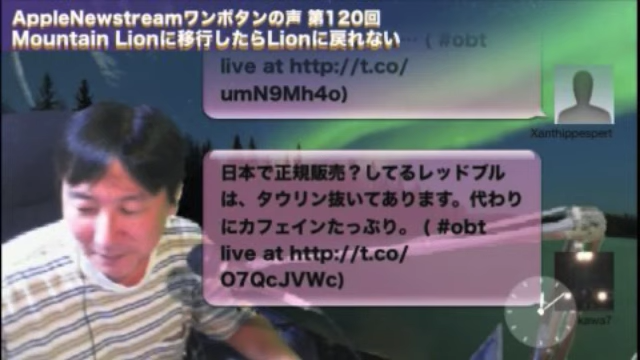 AppleNewstreamワンボタンの声 第120回
Mountain Lionに移行したらLionに戻れない
… ( #obt
live at http://t.co/
umN9Mh4o)
Xanthippespert
日本で正規販売？してるレッドブル
は、タウリン抜いてあります。代わり
にカフェインたっぷり。 ( #obt
live at http://t.co/
O7QcJVWc)
kawa7